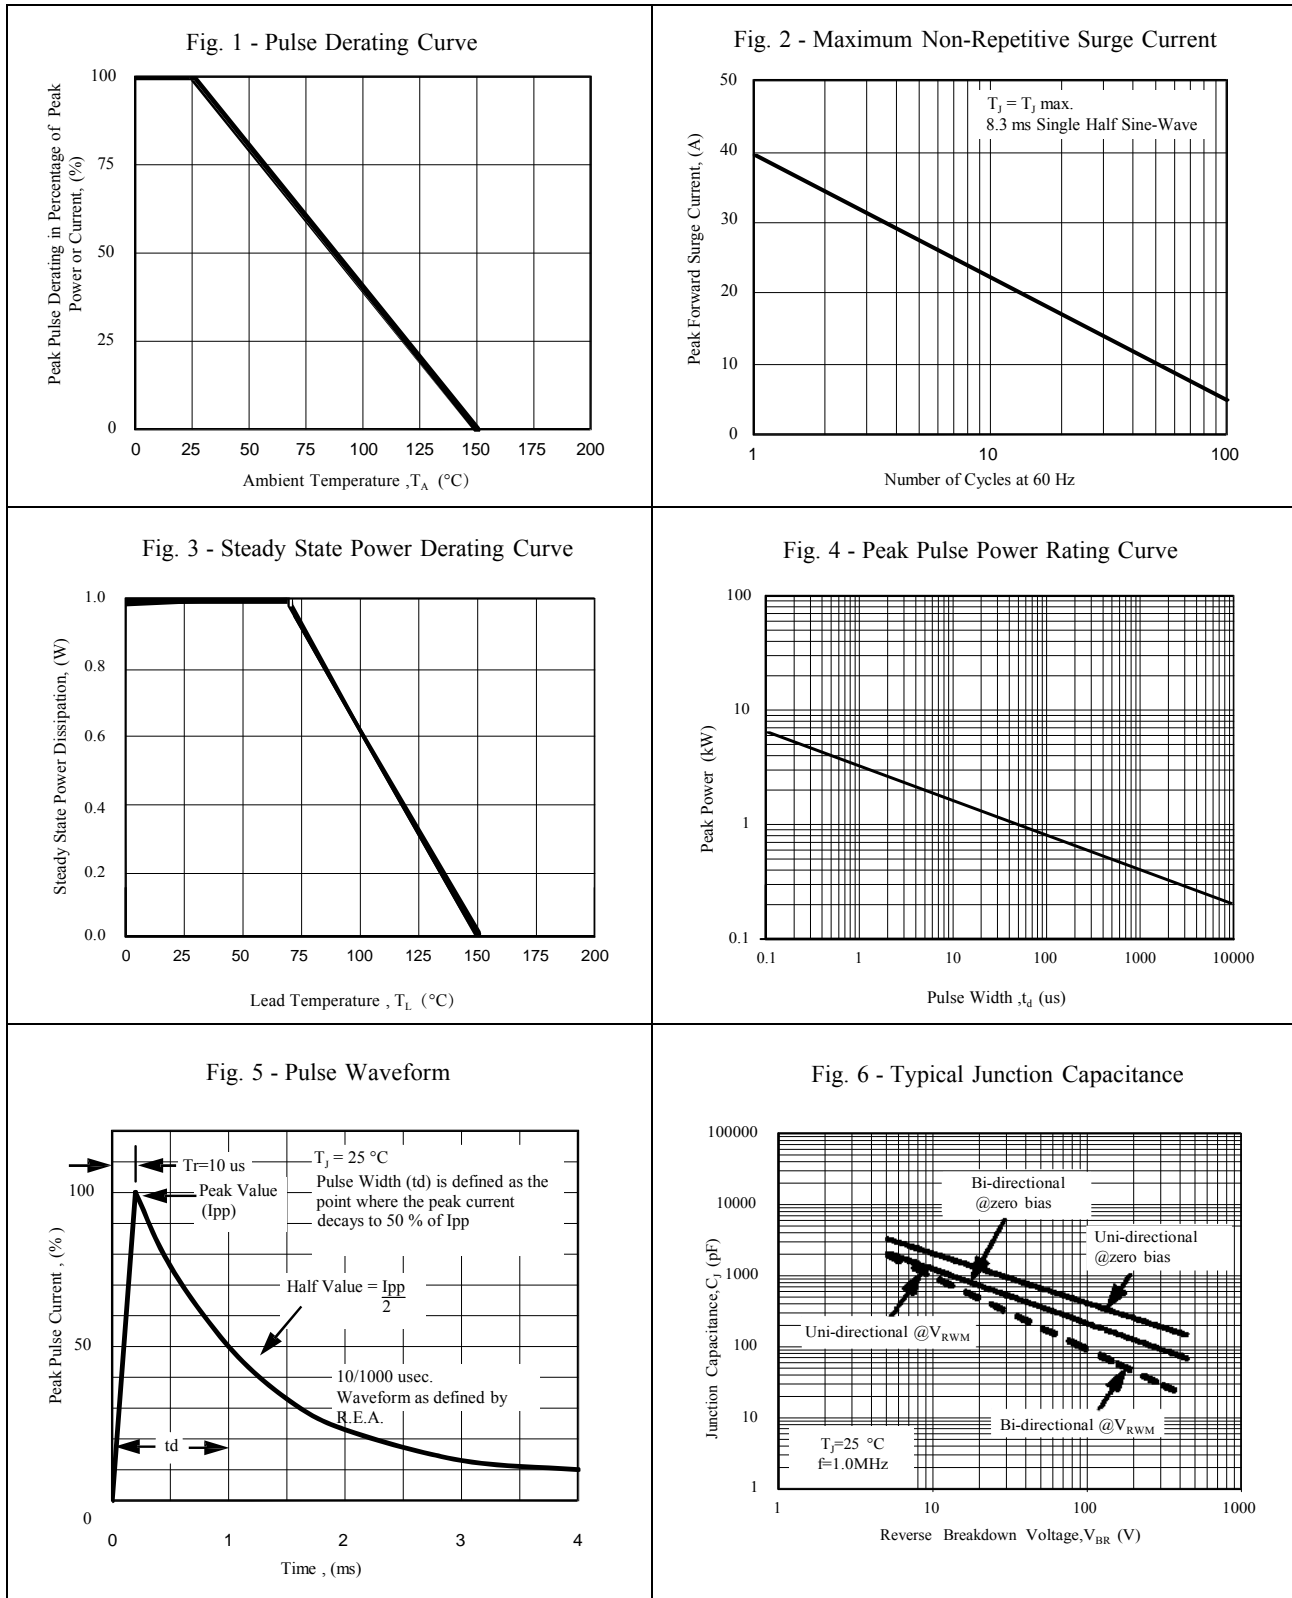 Fig. 1 - Pulse Derating Curve
Peak Pulse Derating in Percentage of Peak
Power or Current, (%)
100
75
50
25
0
0 25 50 75 100 125 150 175 200
Ambient Temperature ,TA (°C)
Fig. 2 - Maximum Non-Repetitive Surge Current
Peak Forward Surge Current, (A)
50
40
30
20
10
0
TJ = TJ max.
8.3 ms Single Half Sine-Wave
1 10 100
Number of Cycles at 60 Hz
Fig. 3 - Steady State Power Derating Curve
Steady State Power Dissipation, (W)
1.0
0.8
0.6
0.4
0.2
0.0
0 25 50 75 100 125 150 175 200
Lead Temperature , TL (°C)
Fig. 4 - Peak Pulse Power Rating Curve
Peak Power (kW)
100
10
1
0.1
0.1 1 10 100 1000 10000
Pulse Width ,td (us)
Fig. 5 - Pulse Waveform
Peak Pulse Current , (% )
100
50
0
Tr=10 us
Peak Value
(Ipp)
TJ = 25 °C
Pulse Width (td) is defined as the
point where the peak current
decays to 50 % of Ipp
Half Value = Ipp
2
10/1000 usec.
Waveform as defined by
R.E.A.
td
0 1 2 3 4
Time , (ms)
Fig. 6 - Typical Junction Capacitance
Junction Capacitance,CJ (pF)
100000
10000
1000
100
10
1
Bi-directional
@zero bias
Uni-directional
@zero bias
Uni-directional @VRWM
Bi-directional @VRWM
TJ=25 °C
f=1.0MHz
1 10 100 1000
Reverse Breakdown Voltage,VBR (V)